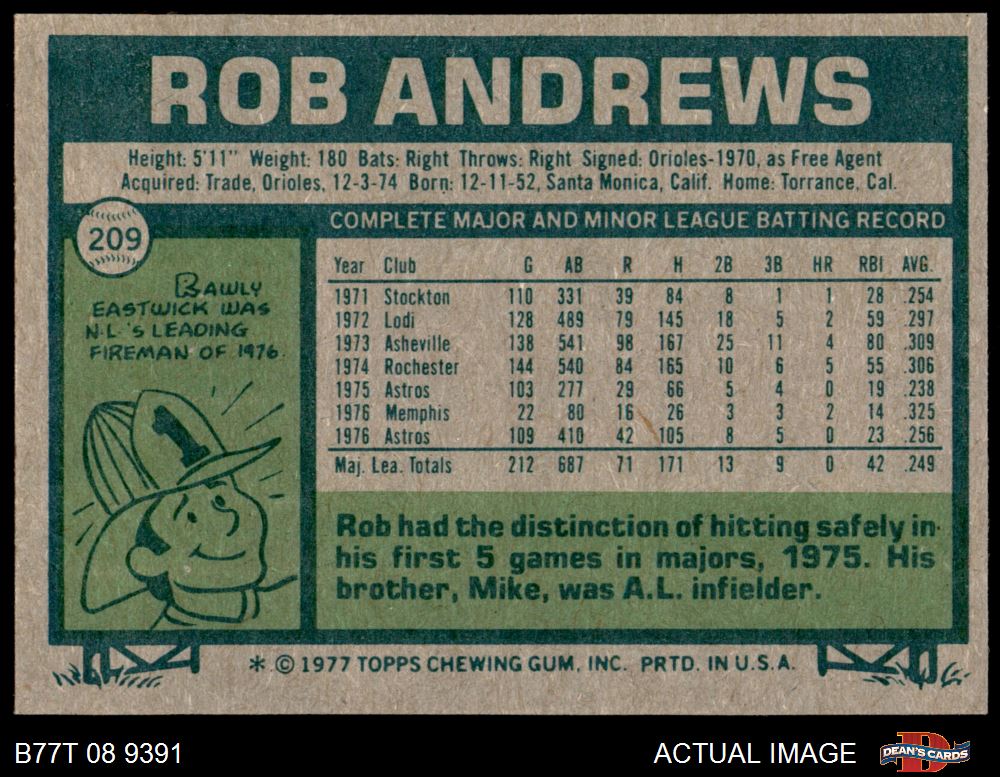 ROB ANDREWS
Height: 5'11" Weight: 180 Bats: Right Throws: Right Signed: Orioles-1970, as Free Agent
Acquired: Trade, Orioles, 12-3-74 Born: 12-11-52, Santa Monica, Calif. Home: Torrance, Cal.
209
COMPLETE MAJOR AND MINOR LEAGUE BATTING RECORD
Year Club G AB R H 2B 3B HR RBI AVG.
1971 Stockton 110 331 39 84 8 1 1 28 .254
1972 Lodi 128 489 79 145 18 5 2 59 .297
1973 Asheville 138 541 98 167 25 11 4 80 .309
1974 Rochester 144 540 84 165 10 6 5 55 .306
1975 Astros 103 277 29 66 5 4 0 19 .238
1976 Memphis 22 80 16 26 3 3 2 14 .325
1976 Astros 109 410 42 105 8 5 0 23 .256
Maj. Lea. Totals 212 687 71 171 13 9 0 42 .249
RAWLY
EASTWICK WAS
N.L.'S LEADING
FIREMAN OF 1976.
1
Rob had the distinction of hitting safely in
his first 5 games in majors, 1975. His
brother, Mike, was A.L. infielder.
* © 1977 TOPPS CHEWING GUM, INC. PRTD. IN U.S.A.
B77T 08 9391
ACTUAL IMAGE
DEAN'S CARDS